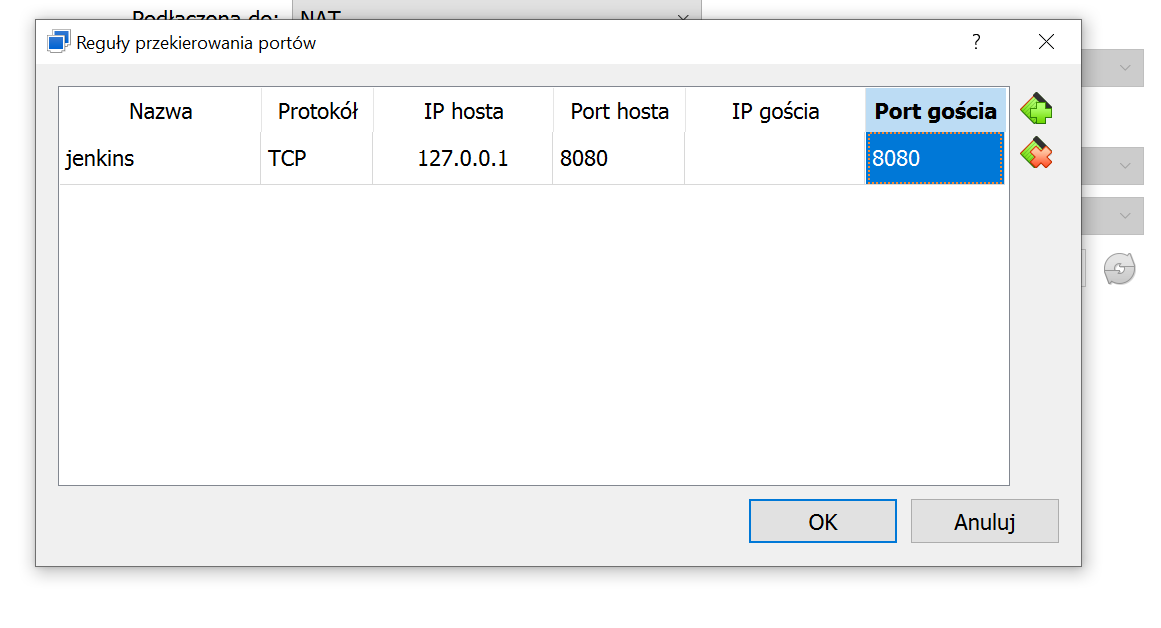 Podłączona do: NAT
Reguły przekierowania portów ?
Nazwa Protokół IP hosta Port hosta IP gościa Port gościa
jenkins TCP 127.0.0.1 8080 8080
OK Anuluj